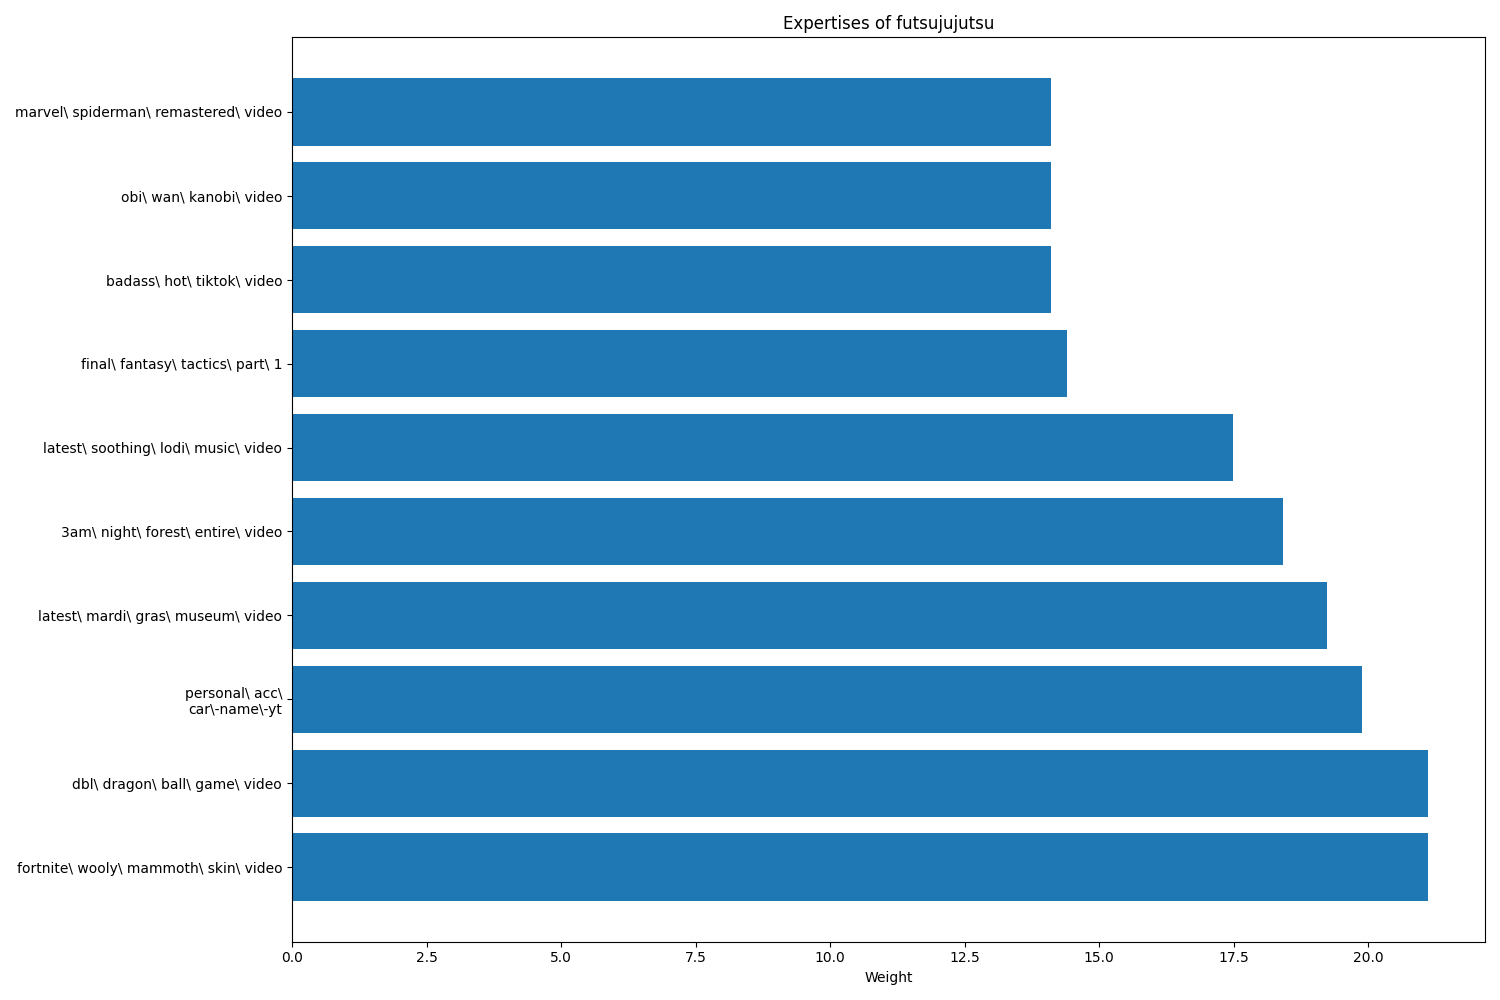 Expertises of futsujujutsu
marvel\ spiderman\ remastered\ video
obi\ wan\ kanobi\ video
badass\ hot\ tiktok\ video
final\ fantasy\ tactics\ part\ 1
latest\ soothing\ lodi\ music\ video
3am\ night\ forest\ entire\ video
latest\ mardi\ gras\ museum\ video
personal\ acc\
car\-name\-yt
dbl\ dragon\ ball\ game\ video
fortnite\ wooly\ mammoth\ skin\ video
0.0 2.5 5.0 7.5 10.0 12.5 15.0 17.5 20.0
Weight